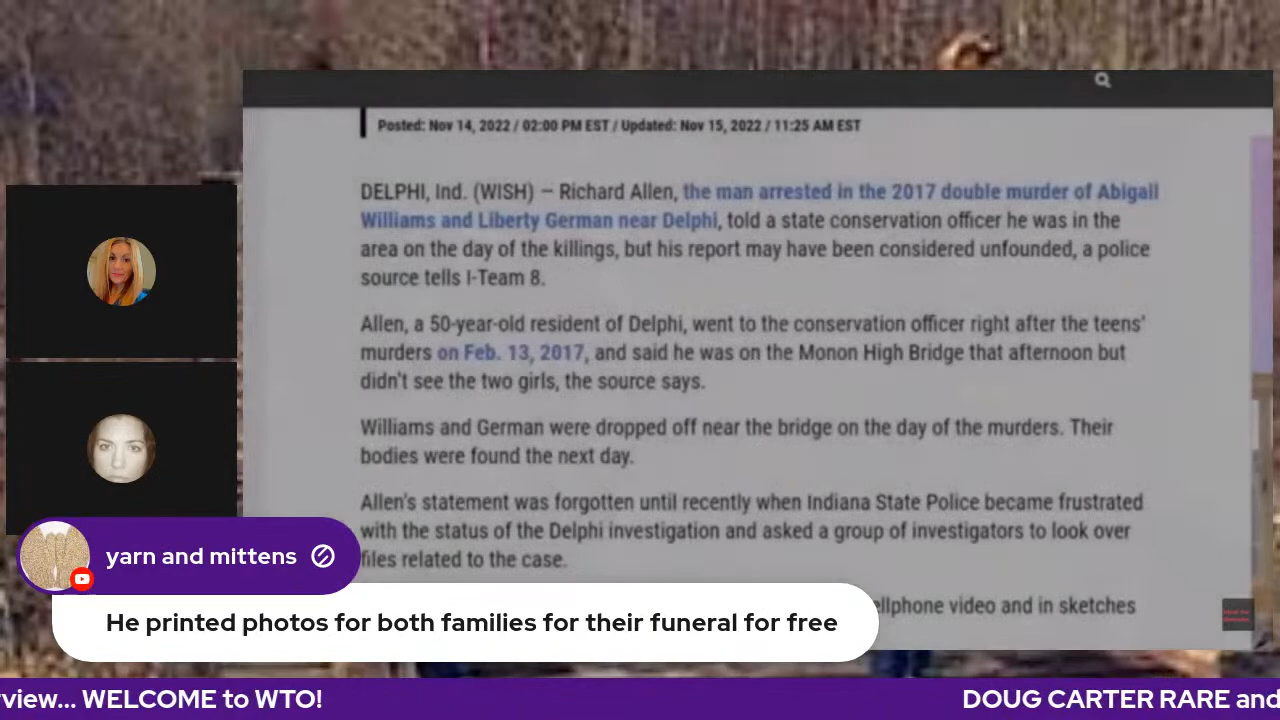 Posted: Nov 14, 2022 / 02:00 PM EST / Updated: Nov 15, 2022 / 11:25 AM EST
DELPHI, Ind. (WISH) — Richard Allen, the man arrested in the 2017 double murder of Abigail
Williams and Liberty German near Delphi, told a state conservation officer he was in the
area on the day of the killings, but his report may have been considered unfounded, a police
source tells I-Team 8.
Allen, a 50-year-old resident of Delphi, went to the conservation officer right after the teens'
murders on Feb. 13, 2017, and said he was on the Monon High Bridge that afternoon but
didn't see the two girls, the source says.
Williams and German were dropped off near the bridge on the day of the murders. Their
bodies were found the next day.
Allen's statement was forgotten until recently when Indiana State Police became frustrated
with the status of the Delphi investigation and asked a group of investigators to look over
files related to the case.
ellphone video and in sketches
yarn and mittens
He printed photos for both families for their funeral for free
rview... WELCOME to WTO! DOUG CARTER RARE and